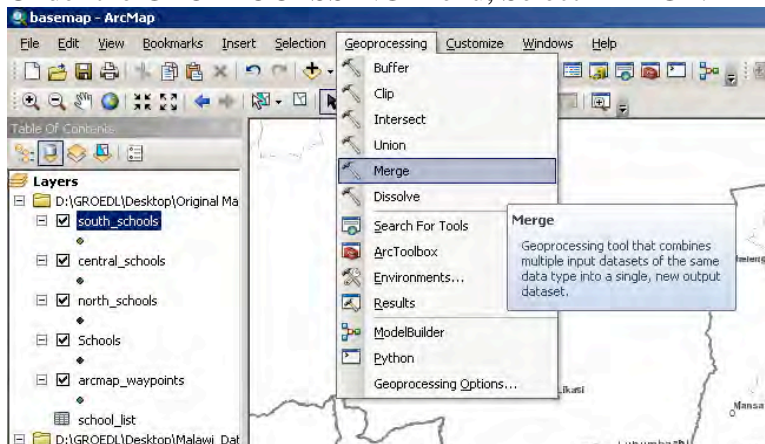 basemap - ArcMap
File Edit View Bookmarks Insert Selection Geoprocessing Customize Windows Help
Table Of Contents
Layers
D:\GROEDL\Desktop\Original Ma
south_schools
central_schools
north_schools
Schools
arcmap_waypoints
school_list
D:\GROEDL\Desktop\Malawi_Dat
Buffer
Clip
Intersect
Union
Merge
Dissolve
Search For Tools
ArcToolbox
Environments...
Results
ModelBuilder
Python
Geoprocessing Options...
Merge
Geoprocessing tool that combines
multiple input datasets of the same
data type into a single, new output
dataset.
Likasi
Mansa